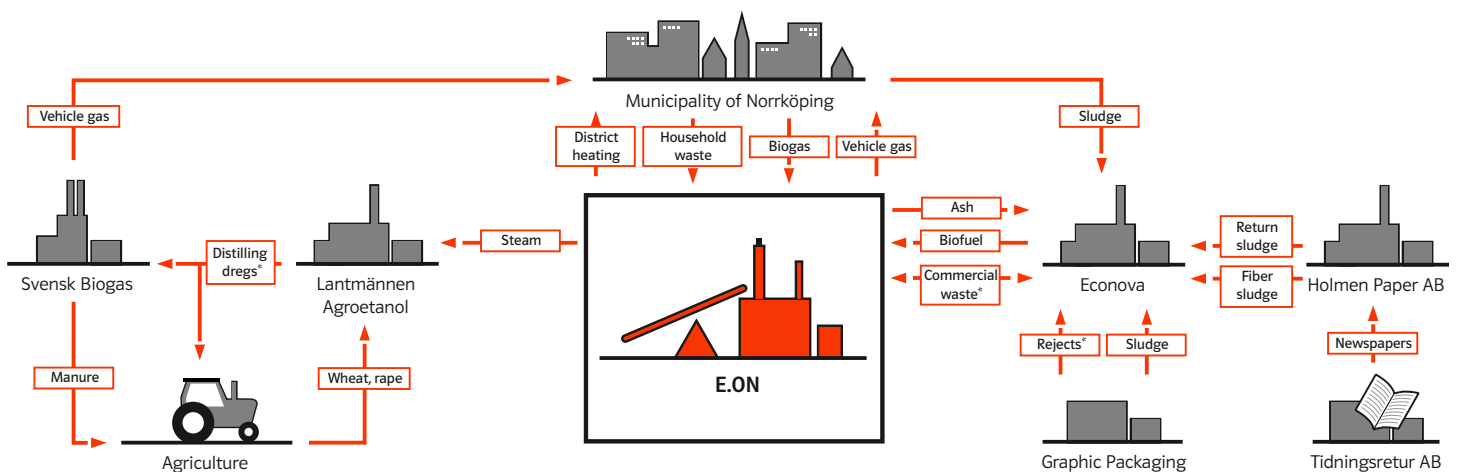 Municipality of Norrköping
Vehicle gas
District
heating
Household
waste
Biogas
Vehicle gas
Sludge
Ash
Biofuel
Commercial
waste*
Steam
Distilling
dregs*
Return
sludge
Fiber
sludge
Svensk Biogas
Lantmännen
Agroetanol
Econova
Holmen Paper AB
Manure
Wheat, rape
E.ON
Rejects*
Sludge
Newspapers
Agriculture
Graphic Packaging
Tidningsretur AB